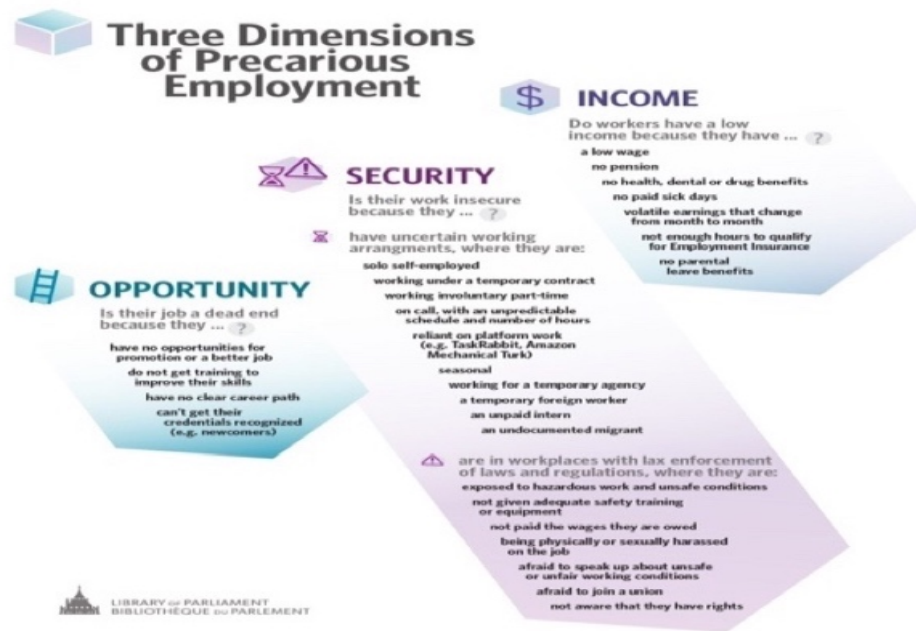 Three Dimensions
of Precarious
Employment
$ INCOME
Do workers have a low
income because they have ... ?
a low wage
no pension
no health, dental or drug benefits
no paid sick days
volatile earnings that change
from month to month
not enough hours to qualify
for Employment Insurance
no parental
leave benefits
SECURITY
Is their work insecure
because they ... ?
have uncertain working
arrangments, where they are:
solo self-employed
working under a temporary contract
working involuntary part-time
on call, with an unpredictable
schedule and number of hours
reliant on platform work
(e.g. TaskRabbit, Amazon
Mechanical Turk)
seasonal
working for a temporary agency
a temporary foreign worker
an unpaid intern
an undocumented migrant
are in workplaces with lax enforcement
of laws and regulations, where they are:
exposed to hazardous work and unsafe conditions
not given adequate safety training
or equipment
not paid the wages they are owed
being physically or sexually harassed
on the job
afraid to speak up about unsafe
or unfair working conditions
afraid to join a union
not aware that they have rights
OPPORTUNITY
Is their job a dead end
because they ... ?
have no opportunities for
promotion or a better job
do not get training to
improve their skills
have no clear career path
can't get their
credentials recognized
(e.g. newcomers)
LIBRARY OF PARLIAMENT
BIBLIOTHÈQUE DU PARLEMENT